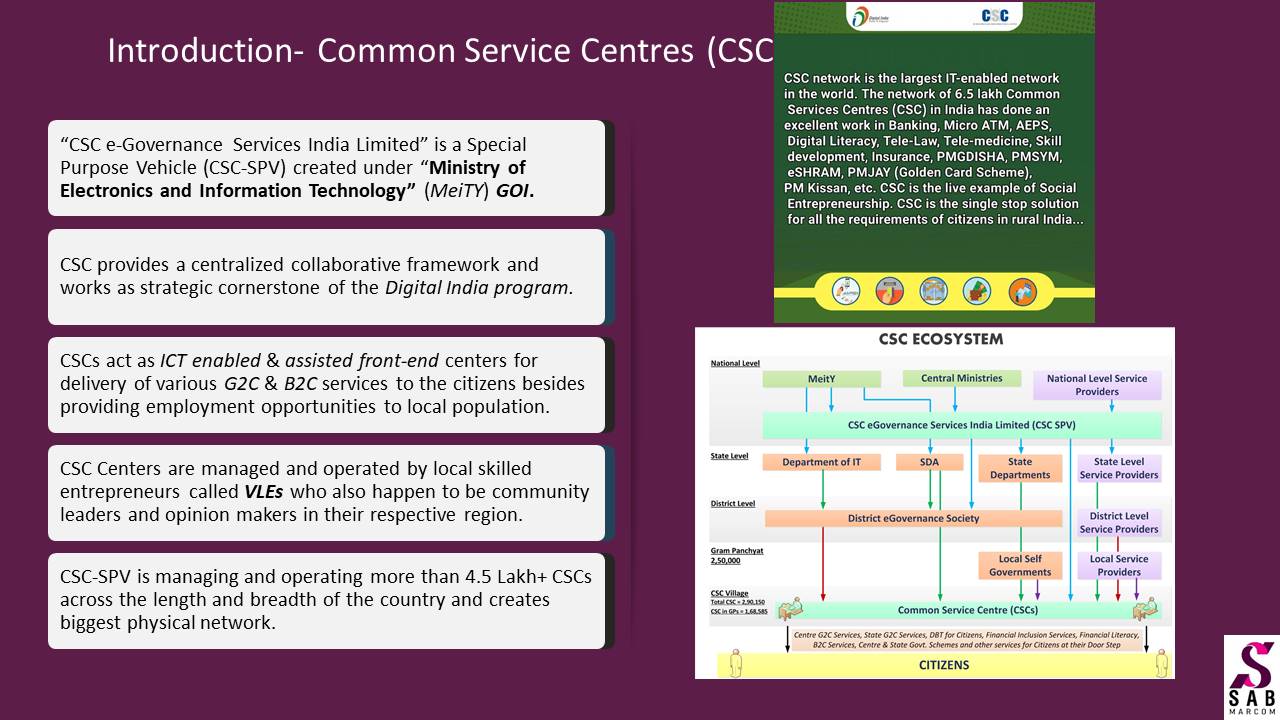 Introduction- Common Service Centres (CSC
“CSC e-Governance Services India Limited” is a Special
Purpose Vehicle (CSC-SPV) created under “Ministry of
Electronics and Information Technology” (MeiTY) GOI.
CSC provides a centralized collaborative framework and
works as strategic cornerstone of the Digital India program.
CSCs act as ICT enabled & assisted front-end centers for
delivery of various G2C & B2C services to the citizens besides
providing employment opportunities to local population.
CSC Centers are managed and operated by local skilled
entrepreneurs called VLEs who also happen to be community
leaders and opinion makers in their respective region.
CSC-SPV is managing and operating more than 4.5 Lakh+ CSCs
across the length and breadth of the country and creates
biggest physical network.
Digital India
CSC
CSC network is the largest IT-enabled network
in the world. The network of 6.5 lakh Common
Services Centres (CSC) in India has done an
excellent work in Banking, Micro ATM, AEPS,
Digital Literacy, Tele-Law, Tele-medicine, Skill
development, Insurance, PMGDISHA, PMSYM,
eSHRAM, PMJAY (Golden Card Scheme),
PM Kissan, etc. CSC is the live example of Social
Entrepreneurship. CSC is the single stop solution
for all the requirements of citizens in rural India...
CSC ECOSYSTEM
National Level
MeitY
Central Ministries
National Level Service
Providers
CSC eGovernance Services India Limited (CSC SPV)
State Level
Department of IT
SDA
State
Departments
State Level
Service Providers
District Level
District eGovernance Society
District Level
Service Providers
Gram Panchyat
2,50,000
Local Self
Governments
Local Service
Providers
CSC Village
Total CSC = 2,90,150
CSC in GPs = 1,68,585
Common Service Centre (CSCs)
Centre G2C Services, State G2C Services, DBT for Citizens, Financial Inclusion Services, Financial Literacy,
B2C Services, Centre & State Govt. Schemes and other services for Citizens at their Door Step
CITIZENS
SAB
MARCOM